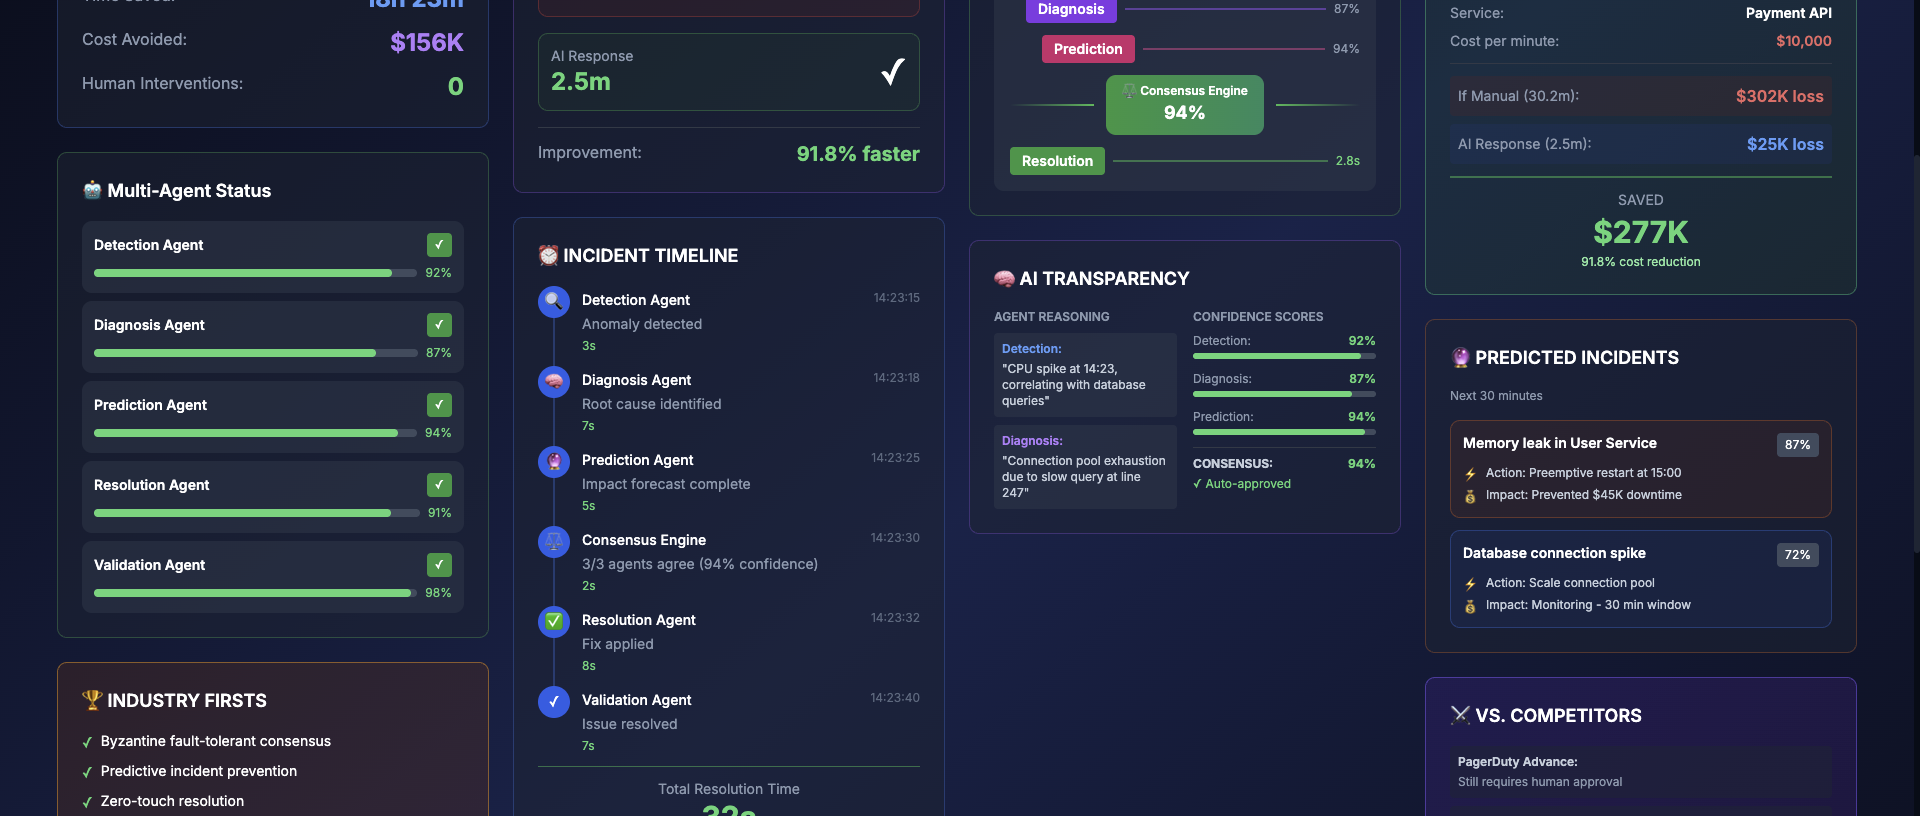 Cost Avoided:
$156K
Human Interventions:
0
Multi-Agent Status
Detection Agent
92%
Diagnosis Agent
87%
Prediction Agent
94%
Resolution Agent
91%
Validation Agent
98%
INDUSTRY FIRSTS
✓ Byzantine fault-tolerant consensus
✓ Predictive incident prevention
✓ Zero-touch resolution
AI Response
2.5m
Improvement:
91.8% faster
INCIDENT TIMELINE
Detection Agent
14:23:15
Anomaly detected
3s
Diagnosis Agent
14:23:18
Root cause identified
7s
Prediction Agent
14:23:25
Impact forecast complete
5s
Consensus Engine
14:23:30
3/3 agents agree (94% confidence)
2s
Resolution Agent
14:23:32
Fix applied
8s
Validation Agent
14:23:40
Issue resolved
7s
Total Resolution Time
32s
Diagnosis
87%
Prediction
94%
Consensus Engine
94%
Resolution
2.8s
AI TRANSPARENCY
AGENT REASONING
Detection:
"CPU spike at 14:23,
correlating with database
queries"
Diagnosis:
"Connection pool exhaustion
due to slow query at line
247"
CONFIDENCE SCORES
Detection:
92%
Diagnosis:
87%
Prediction:
94%
CONSENSUS:
94%
✓ Auto-approved
Service:
Payment API
Cost per minute:
$10,000
If Manual (30.2m):
$302K loss
AI Response (2.5m):
$25K loss
SAVED
$277K
91.8% cost reduction
PREDICTED INCIDENTS
Next 30 minutes
Memory leak in User Service
87%
Action: Preemptive restart at 15:00
Impact: Prevented $45K downtime
Database connection spike
72%
Action: Scale connection pool
Impact: Monitoring - 30 min window
VS. COMPETITORS
PagerDuty Advance:
Still requires human approval